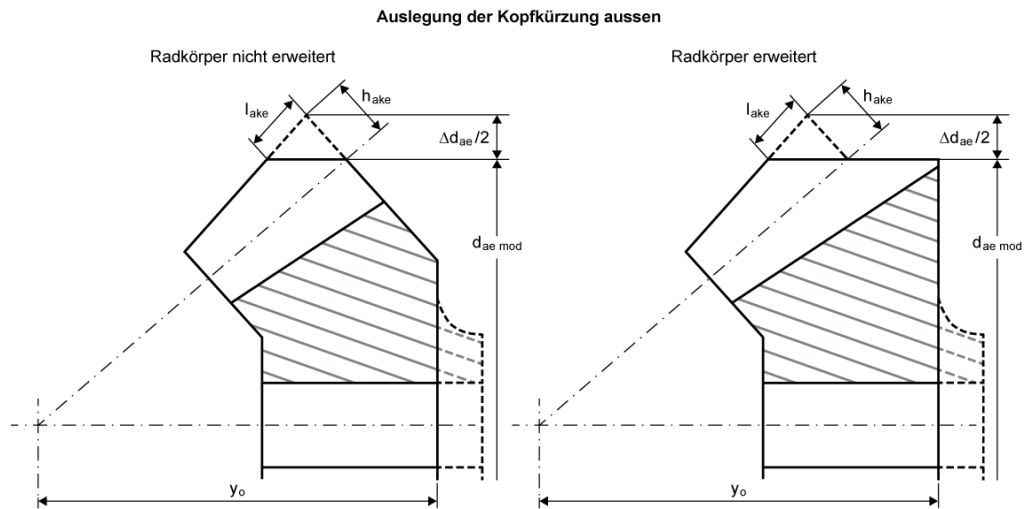 Auslegung der Kopfkürzung aussen
Radkörper nicht erweitert
Radkörper erweitert
lake
hake
Δdae/2
dae mod
yo
lake
hake
Δdae/2
dae mod
yo